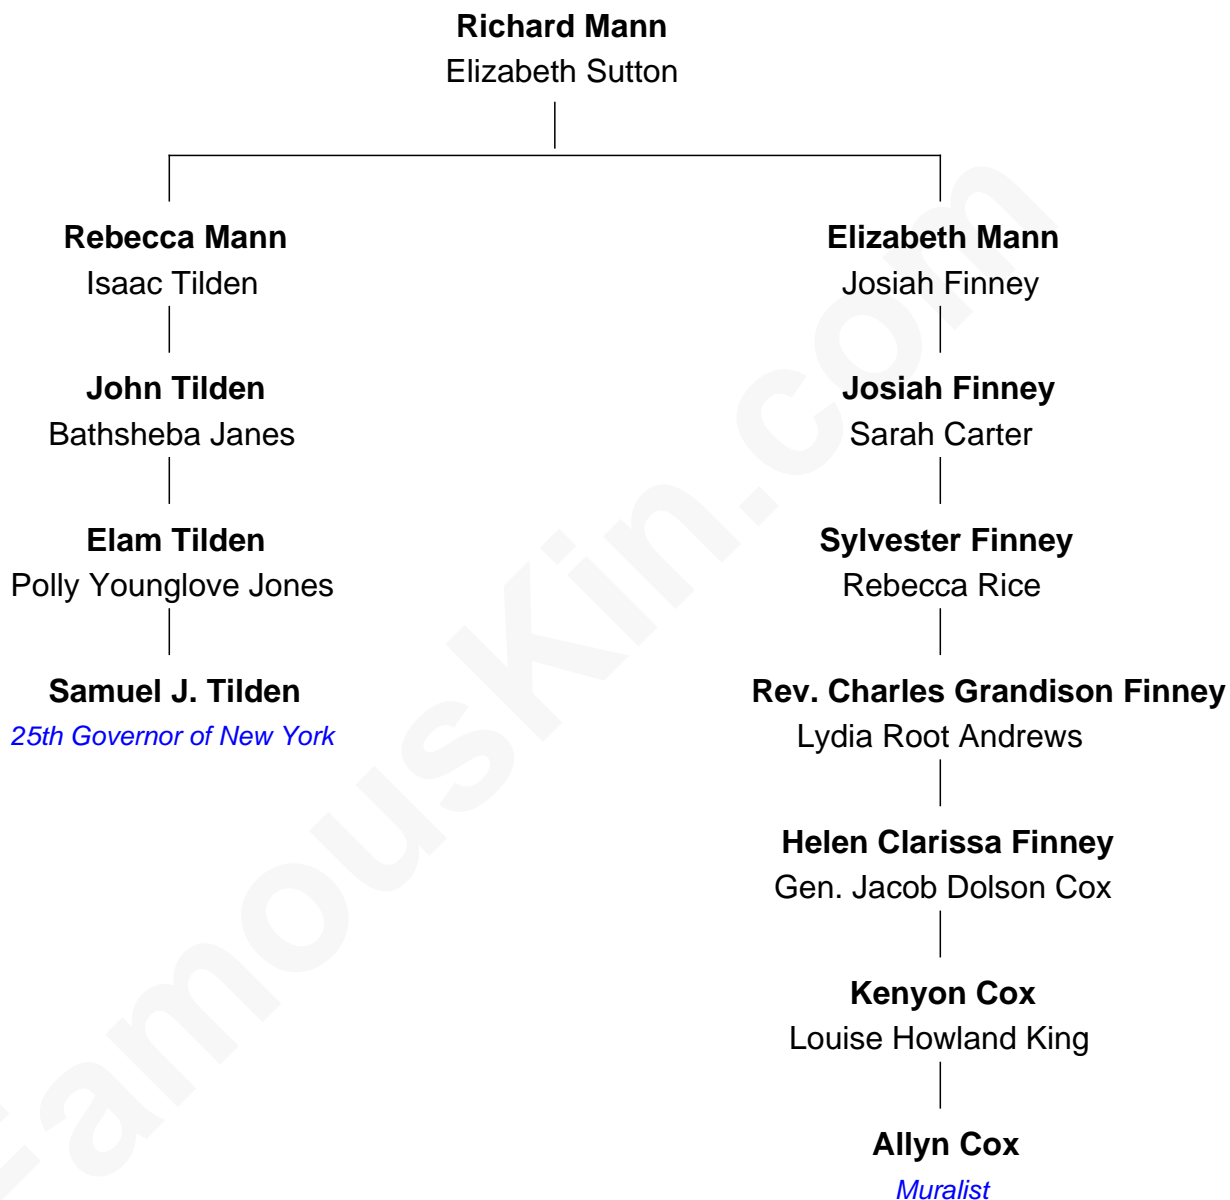 Richard Mann
Elizabeth Sutton
Rebecca Mann
Isaac Tilden
John Tilden
Bathsheba Janes
Elam Tilden
Polly Younglove Jones
Samuel J. Tilden
25th Governor of New York
Elizabeth Mann
Josiah Finney
Josiah Finney
Sarah Carter
Sylvester Finney
Rebecca Rice
Rev. Charles Grandison Finney
Lydia Root Andrews
Helen Clarissa Finney
Gen. Jacob Dolson Cox
Kenyon Cox
Louise Howland King
Allyn Cox
Muralist
FamousKin.com